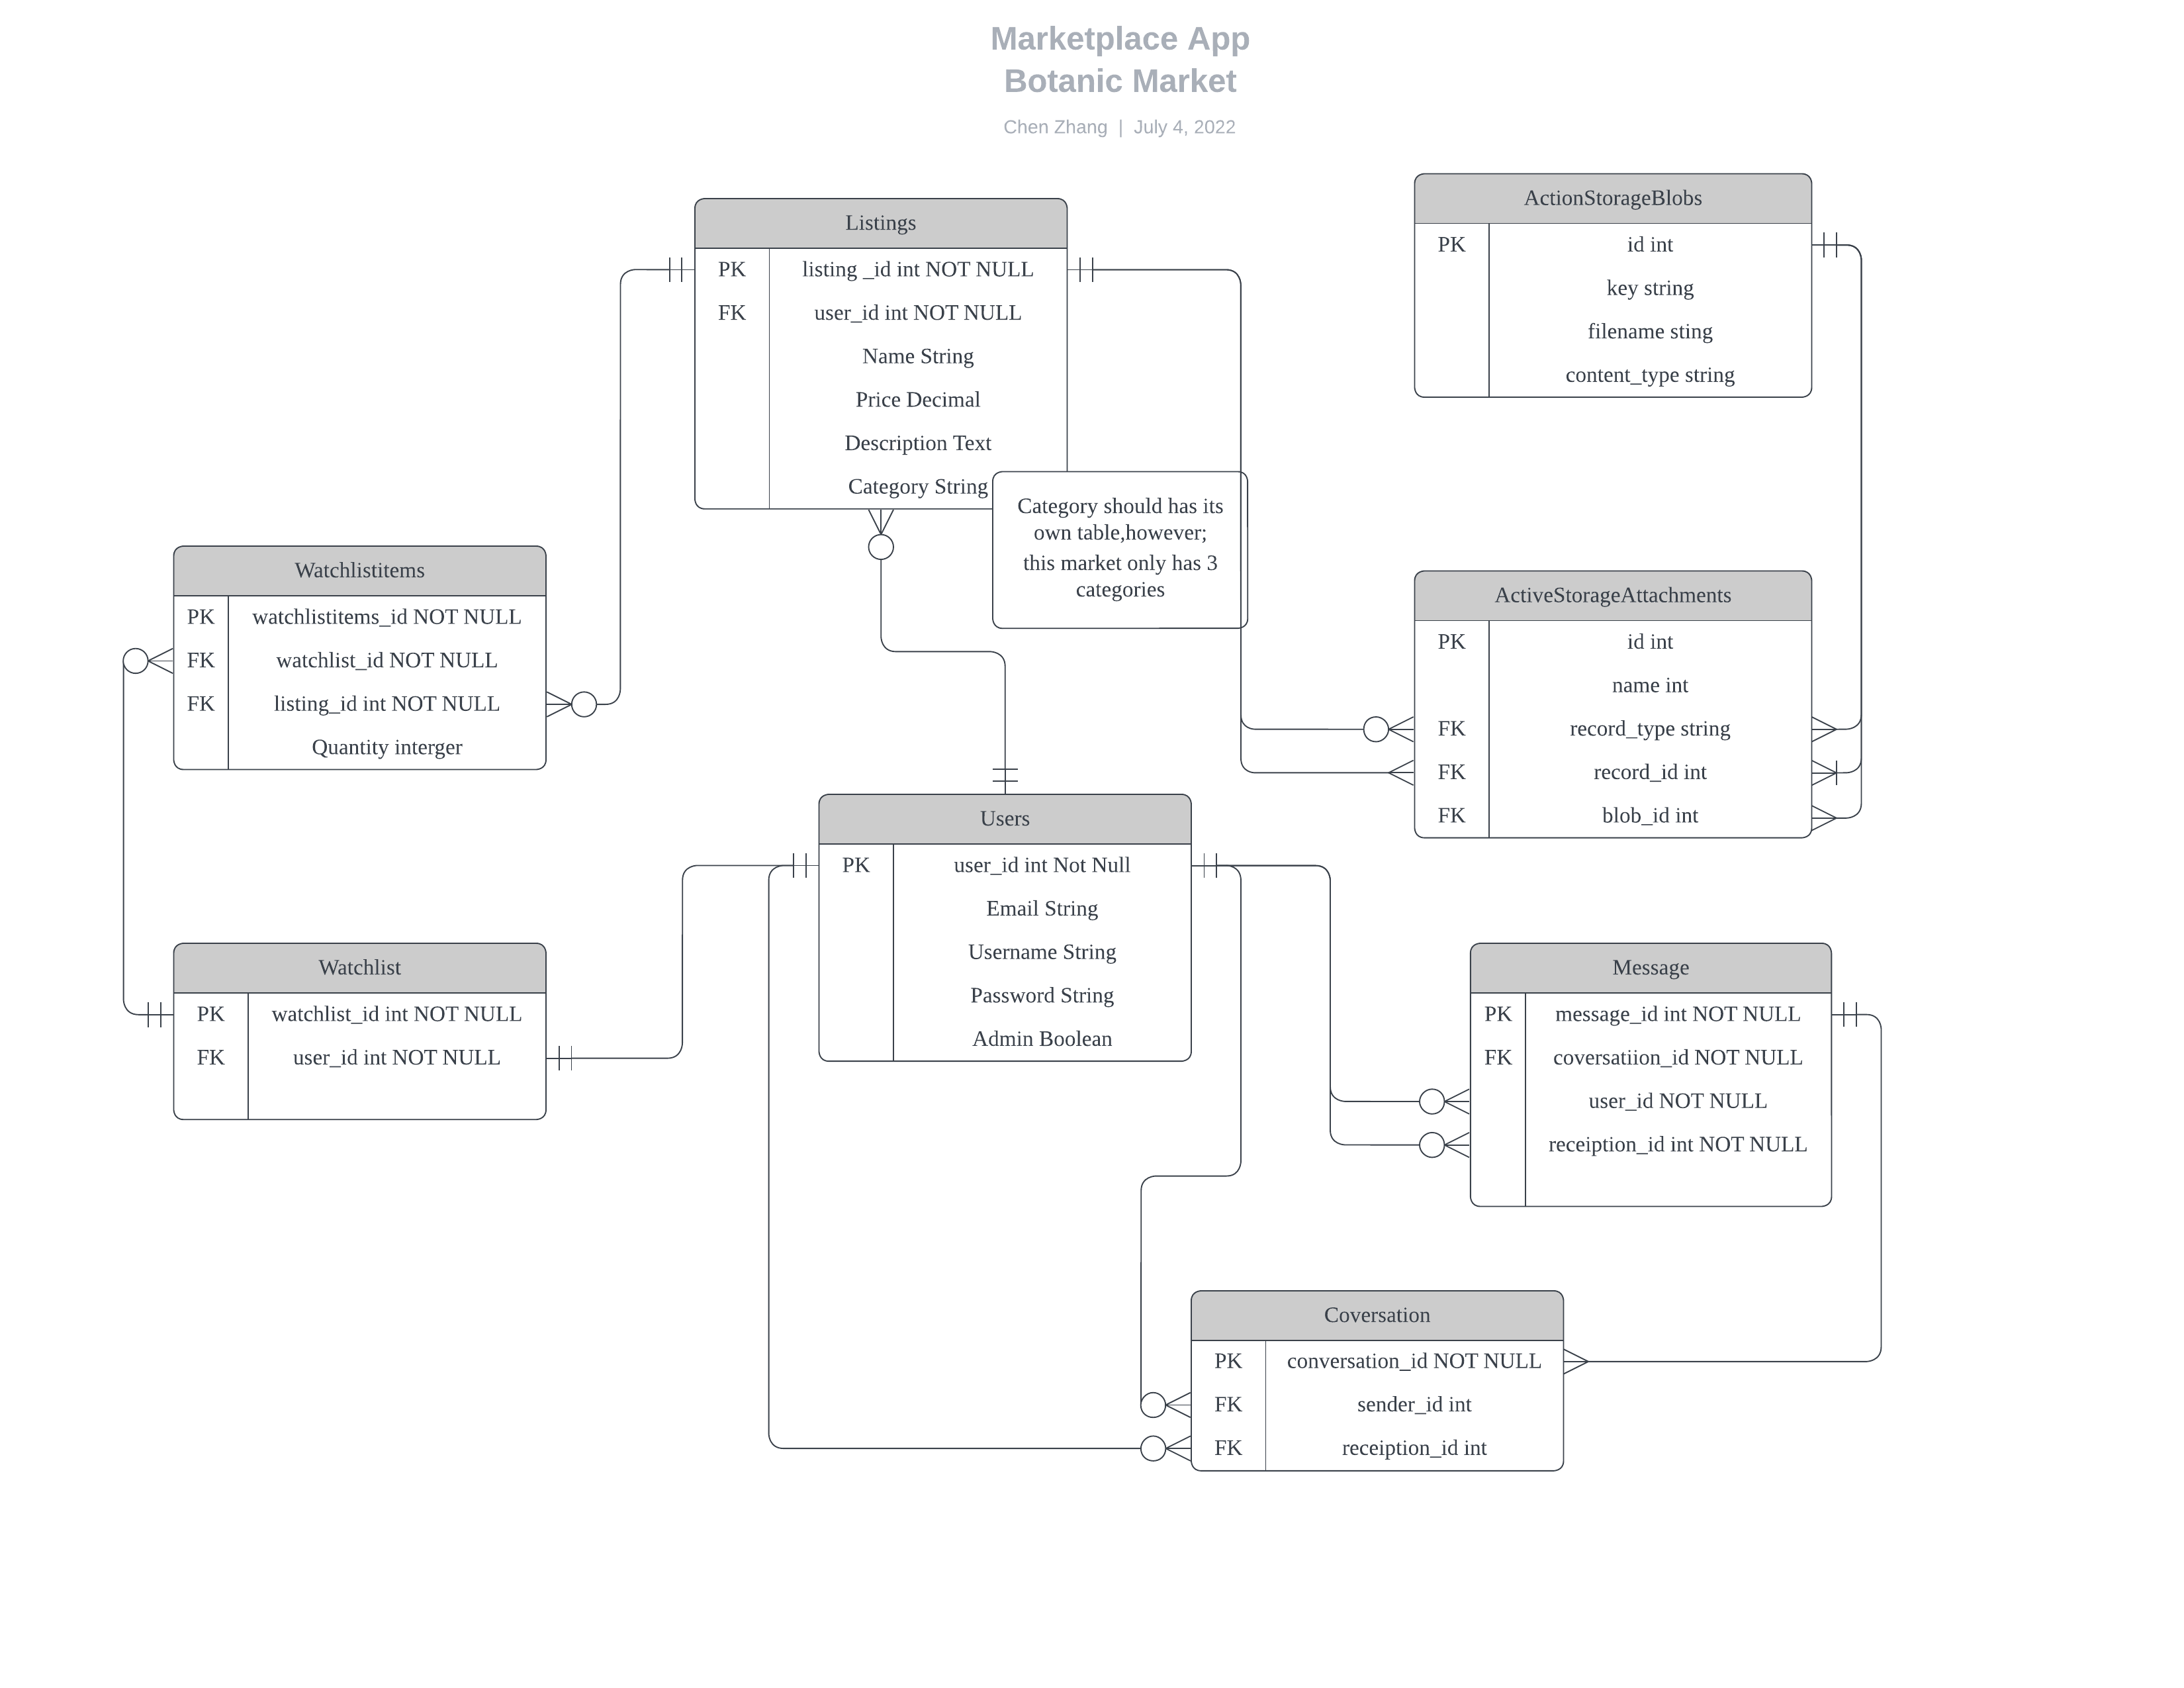 Marketplace App
Botanic Market
Chen Zhang | July 4, 2022
Listings
PK listing _id int NOT NULL
FK user_id int NOT NULL
Name String
Price Decimal
Description Text
Category String
Category should has its
own table,however;
this market only has 3
categories
ActionStorageBlobs
PK id int
key string
filename sting
content_type string
Watchlistitems
PK watchlistitems_id NOT NULL
FK watchlist_id NOT NULL
FK listing_id int NOT NULL
Quantity interger
ActiveStorageAttachments
PK id int
name int
FK record_type string
FK record_id int
FK blob_id int
Users
PK user_id int Not Null
Email String
Username String
Password String
Admin Boolean
Watchlist
PK watchlist_id int NOT NULL
FK user_id int NOT NULL
Message
PK message_id int NOT NULL
FK coversatiion_id NOT NULL
user_id NOT NULL
receiption_id int NOT NULL
Coversation
PK conversation_id NOT NULL
FK sender_id int
FK receiption_id int